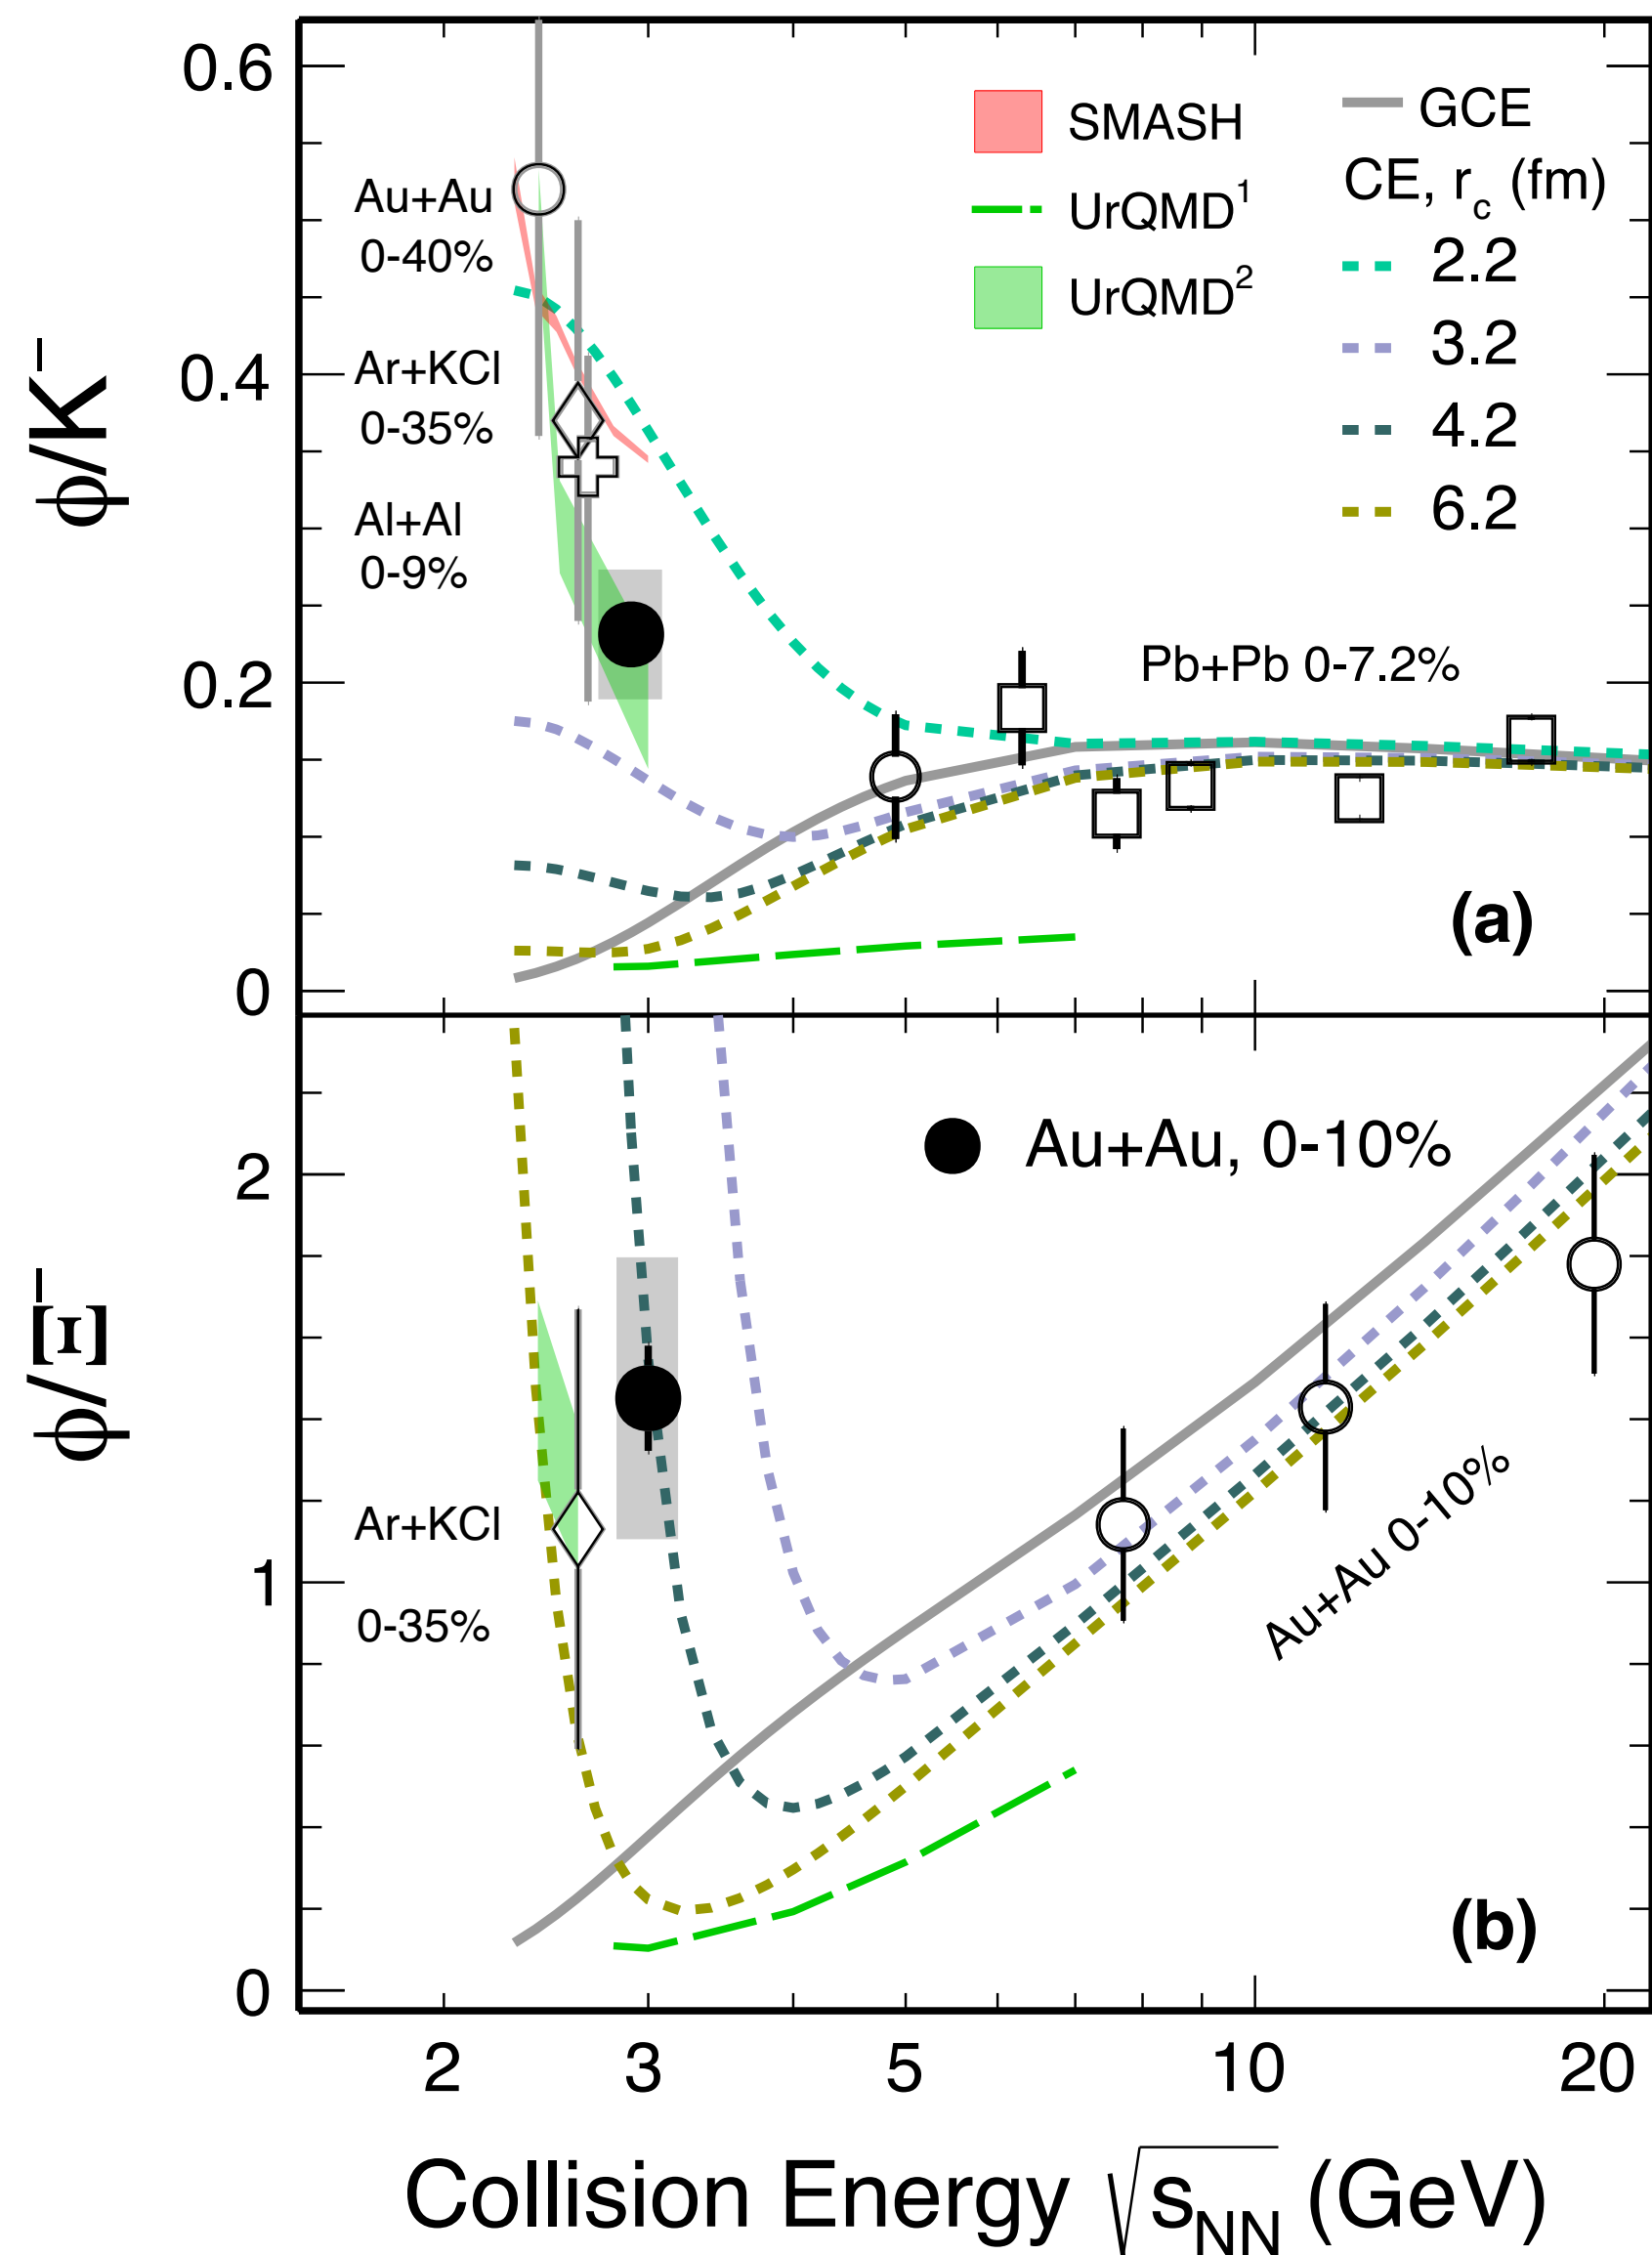 0.6
0.4
0.2
0
ϕ/K⁻
SMASH
UrQMD¹
UrQMD²
GCE
CE, r_c (fm)
2.2
3.2
4.2
6.2
Au+Au
0-40%
Ar+KCl
0-35%
Al+Al
0-9%
Pb+Pb 0-7.2%
(a)
2
1
0
ϕ/Ξ⁻
Au+Au, 0-10%
Ar+KCl
0-35%
Au+Au 0-10%
(b)
2 3 5 10 20
Collision Energy √s_NN (GeV)